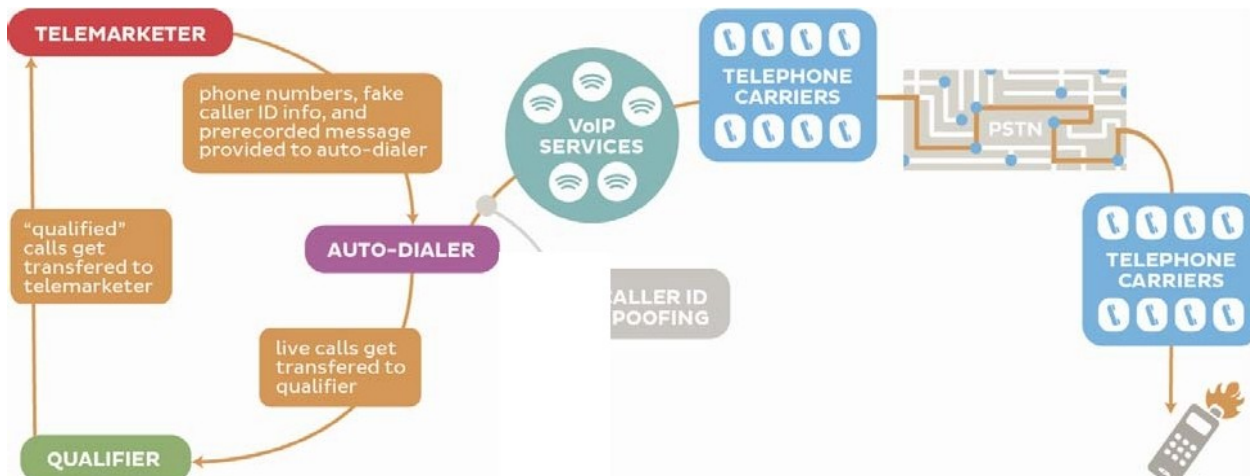 TELEMARKETER
phone numbers, fake
caller ID info, and
prerecorded message
provided to auto-dialer
VoIP
SERVICES
TELEPHONE
CARRIERS
PSTN
"qualified"
calls get
transfered to
telemarketer
AUTO-DIALER
ALLER ID
POOFING
TELEPHONE
CARRIERS
live calls get
transfered to
qualifier
QUALIFIER